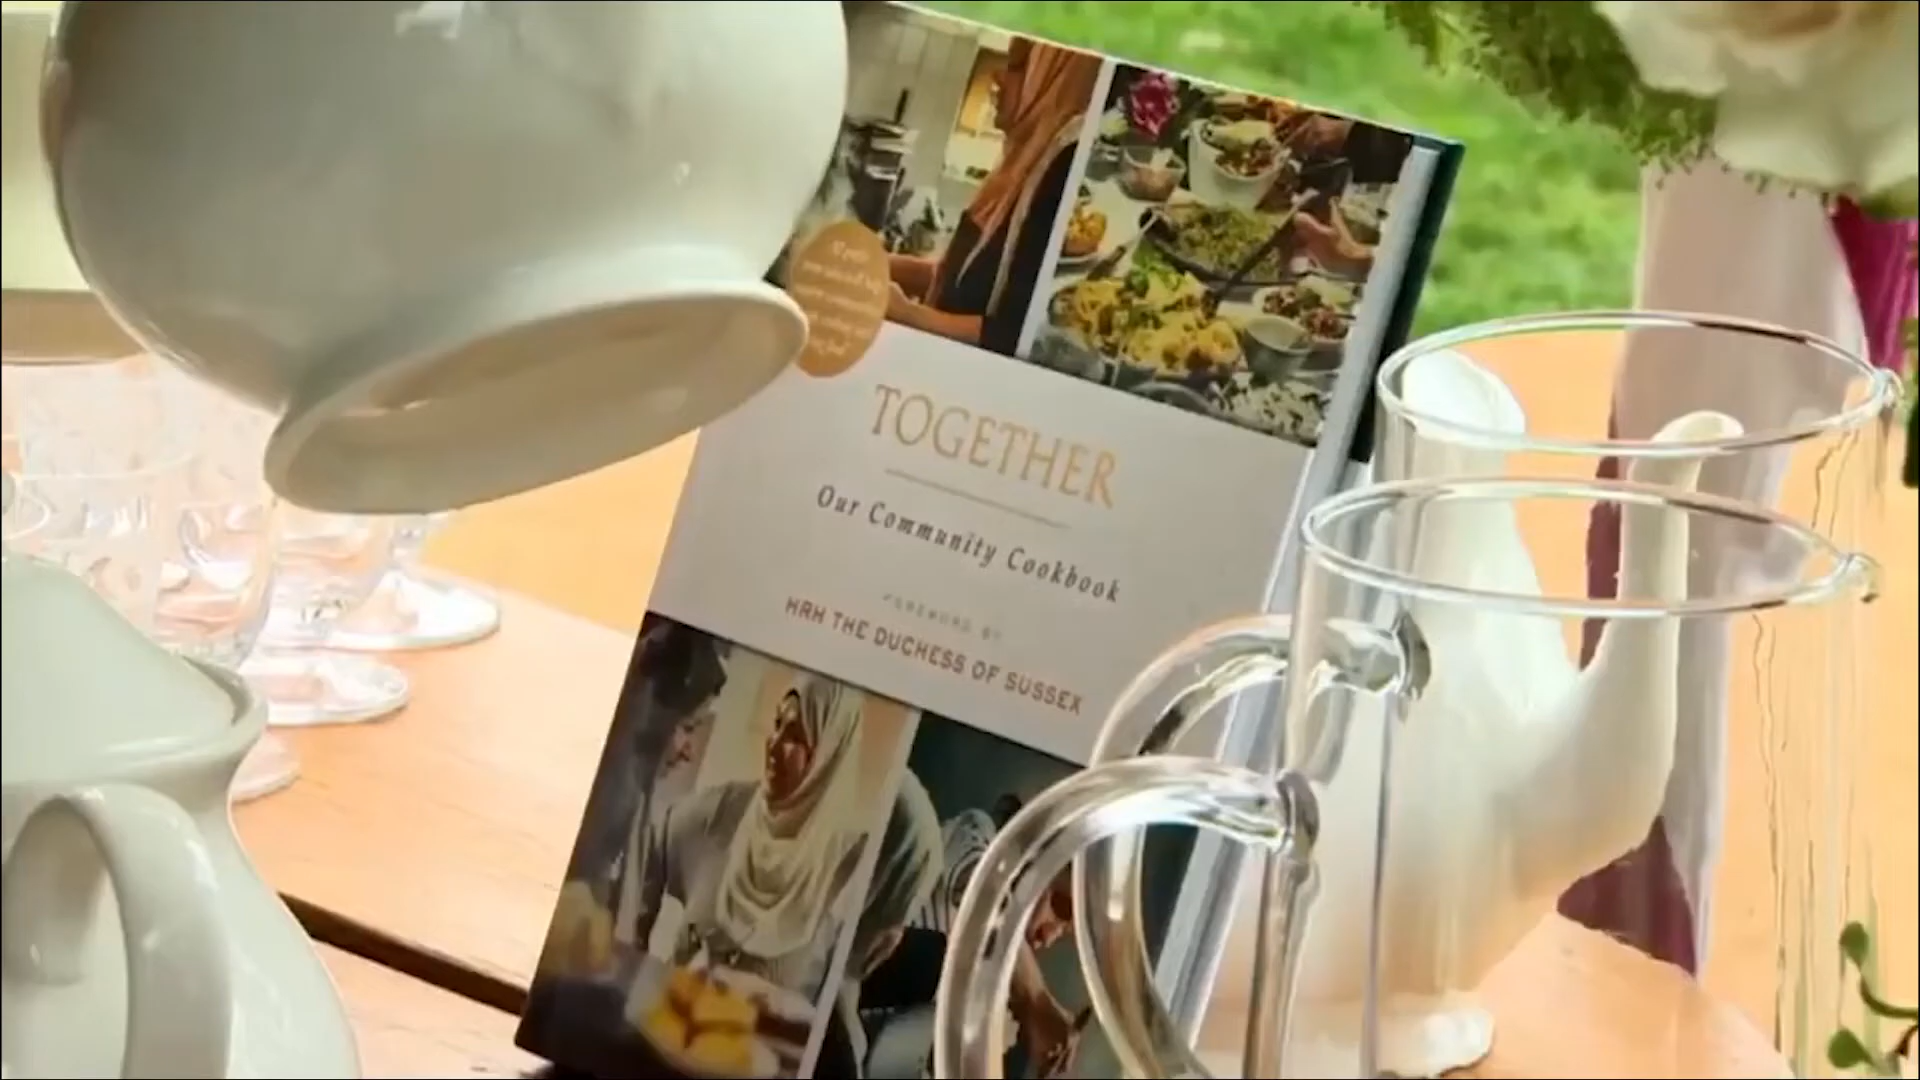 TOGETHER
Our Community Cookbook
FOREWORD BY
HRH THE DUCHESS OF SUSSEX